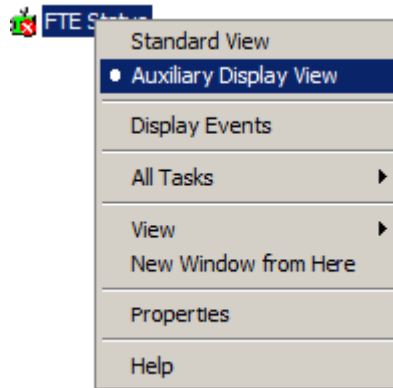 FTE Status
Standard View
Auxiliary Display View
Display Events
All Tasks
View
New Window from Here
Properties
Help